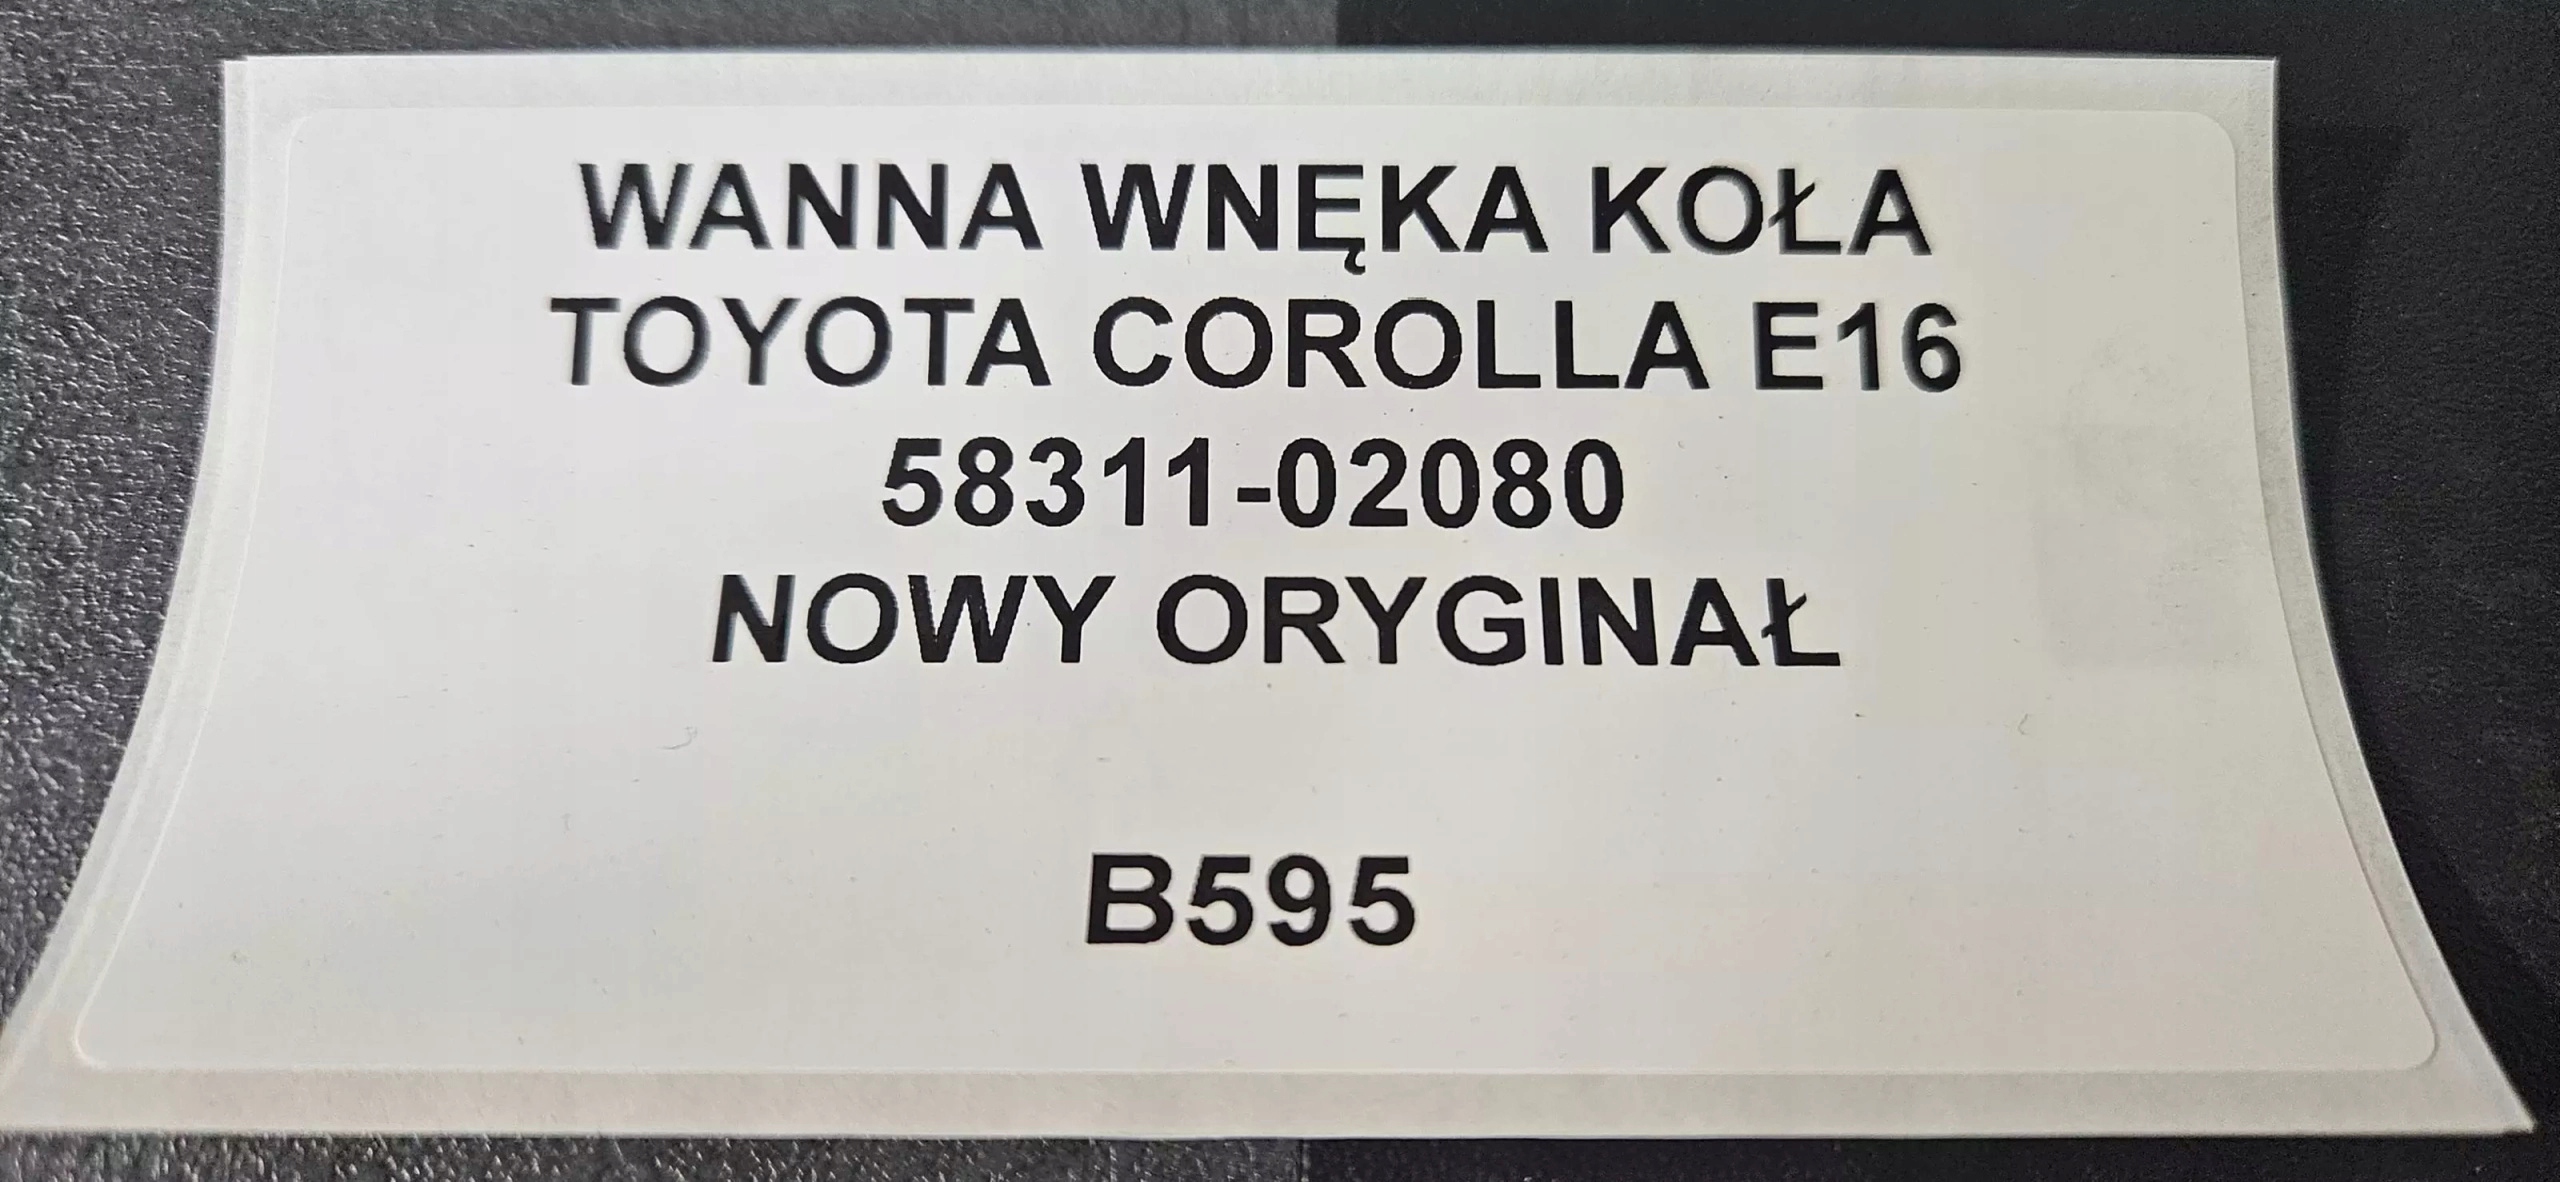 WANNA WNĘKA KOŁA
TOYOTA COROLLA E16
58311-02080
NOWY ORYGINAŁ
B595